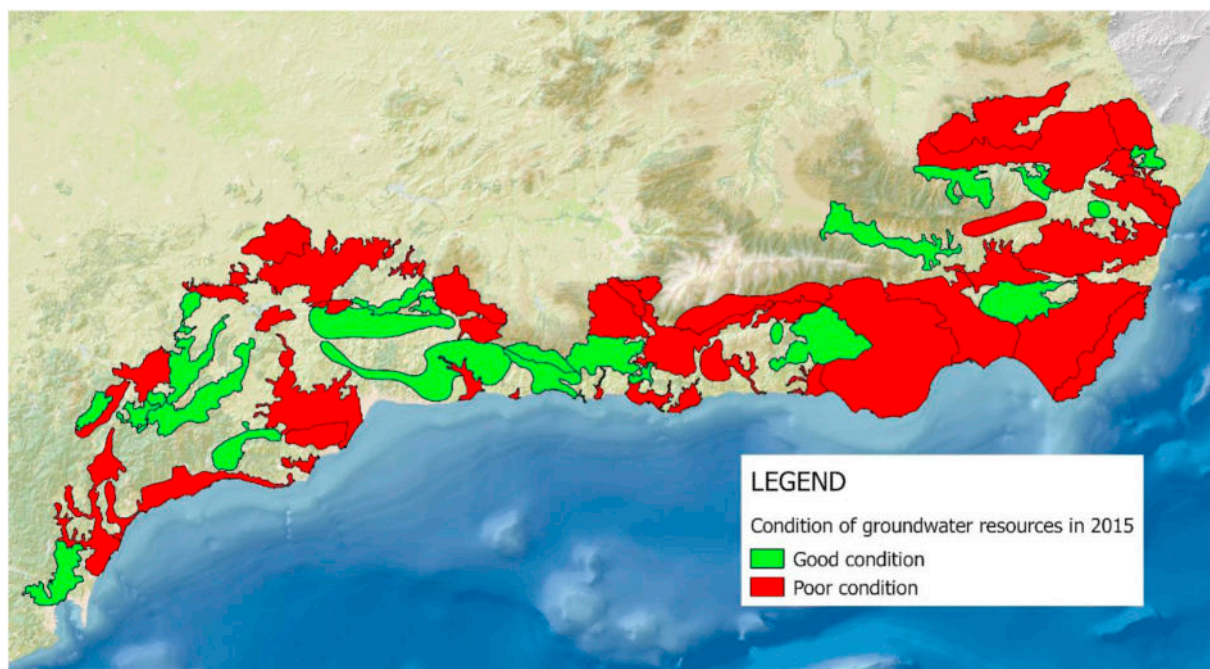 LEGEND
Condition of groundwater resources in 2015
Good condition
Poor condition